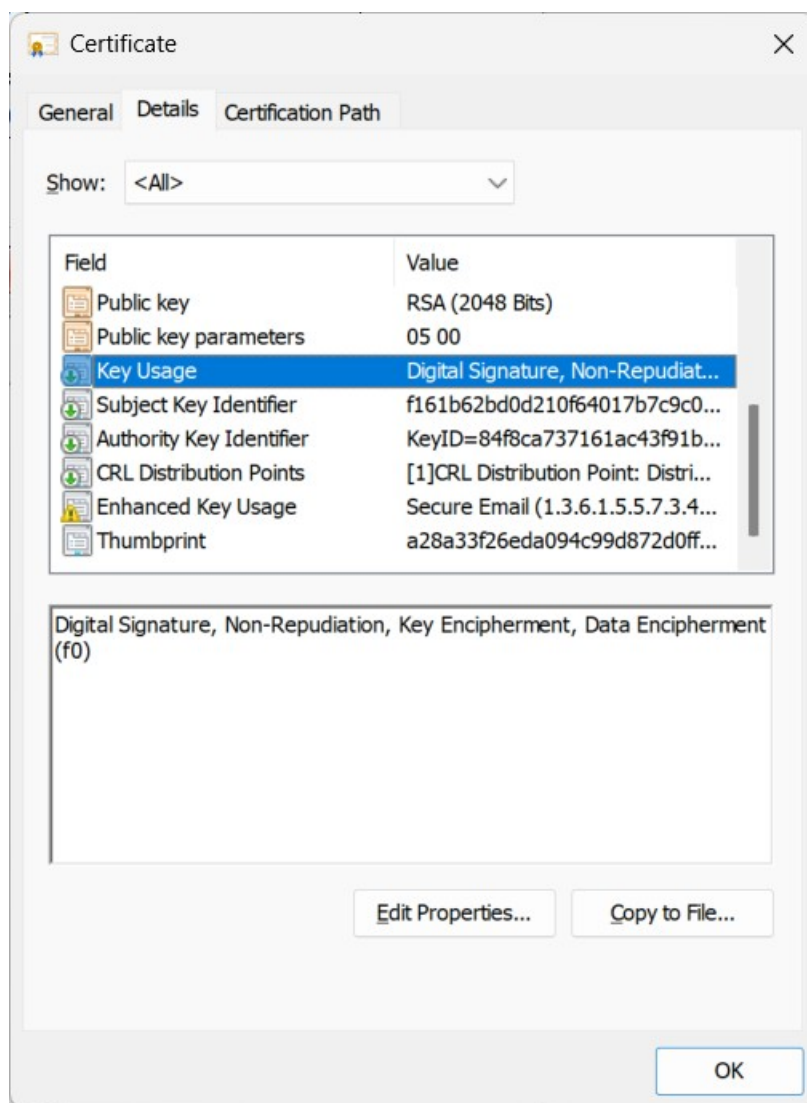 Certificate
General Details Certification Path
Show: <All>
Field Value
Public key RSA (2048 Bits)
Public key parameters 05 00
Key Usage Digital Signature, Non-Repudiat...
Subject Key Identifier f161b62bd0d210f64017b7c9c0...
Authority Key Identifier KeyID=84f8ca737161ac43f91b...
CRL Distribution Points [1]CRL Distribution Point: Distri...
Enhanced Key Usage Secure Email (1.3.6.1.5.5.7.3.4...
Thumbprint a28a33f26eda094c99d872d0ff...
Digital Signature, Non-Repudiation, Key Encipherment, Data Encipherment
(f0)
Edit Properties... Copy to File...
OK